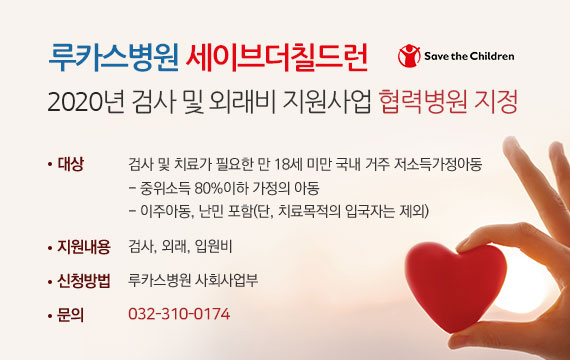 루카스병원 세이브더칠드런
Save the Children
2020년 검사 및 외래비 지원사업 협력병원 지정
• 대상 검사 및 치료가 필요한 만 18세 미만 국내 거주 저소득가정아동
- 중위소득 80%이하 가정의 아동
- 이주아동, 난민 포함(단, 치료목적의 입국자는 제외)
• 지원내용 검사, 외래, 입원비
• 신청방법 루카스병원 사회사업부
• 문의 032-310-0174